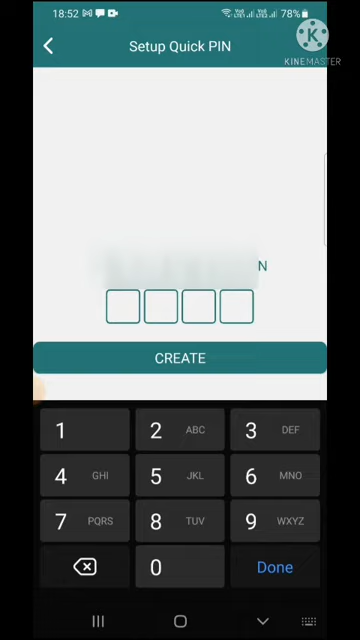 18:52
78%
Setup Quick PIN
K
KINEMASTER
N
CREATE
1
2 ABC
3 DEF
4 GHI
5 JKL
6 MNO
7 PQRS
8 TUV
9 WXYZ
0
Done